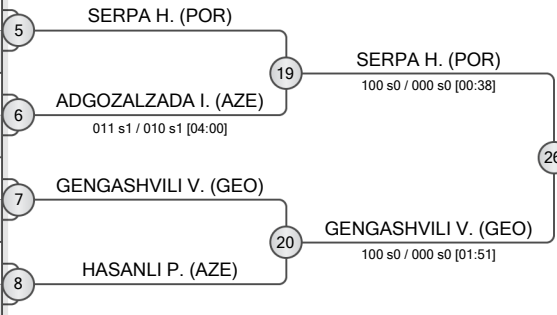 SERPA H. (POR)
5
19
SERPA H. (POR)
100 s0 / 000 s0 [00:38]
6
ADGOZALZADA I. (AZE)
011 s1 / 010 s1 [04:00]
26
7
GENGASHVILI V. (GEO)
20
GENGASHVILI V. (GEO)
100 s0 / 000 s0 [01:51]
8
HASANLI P. (AZE)